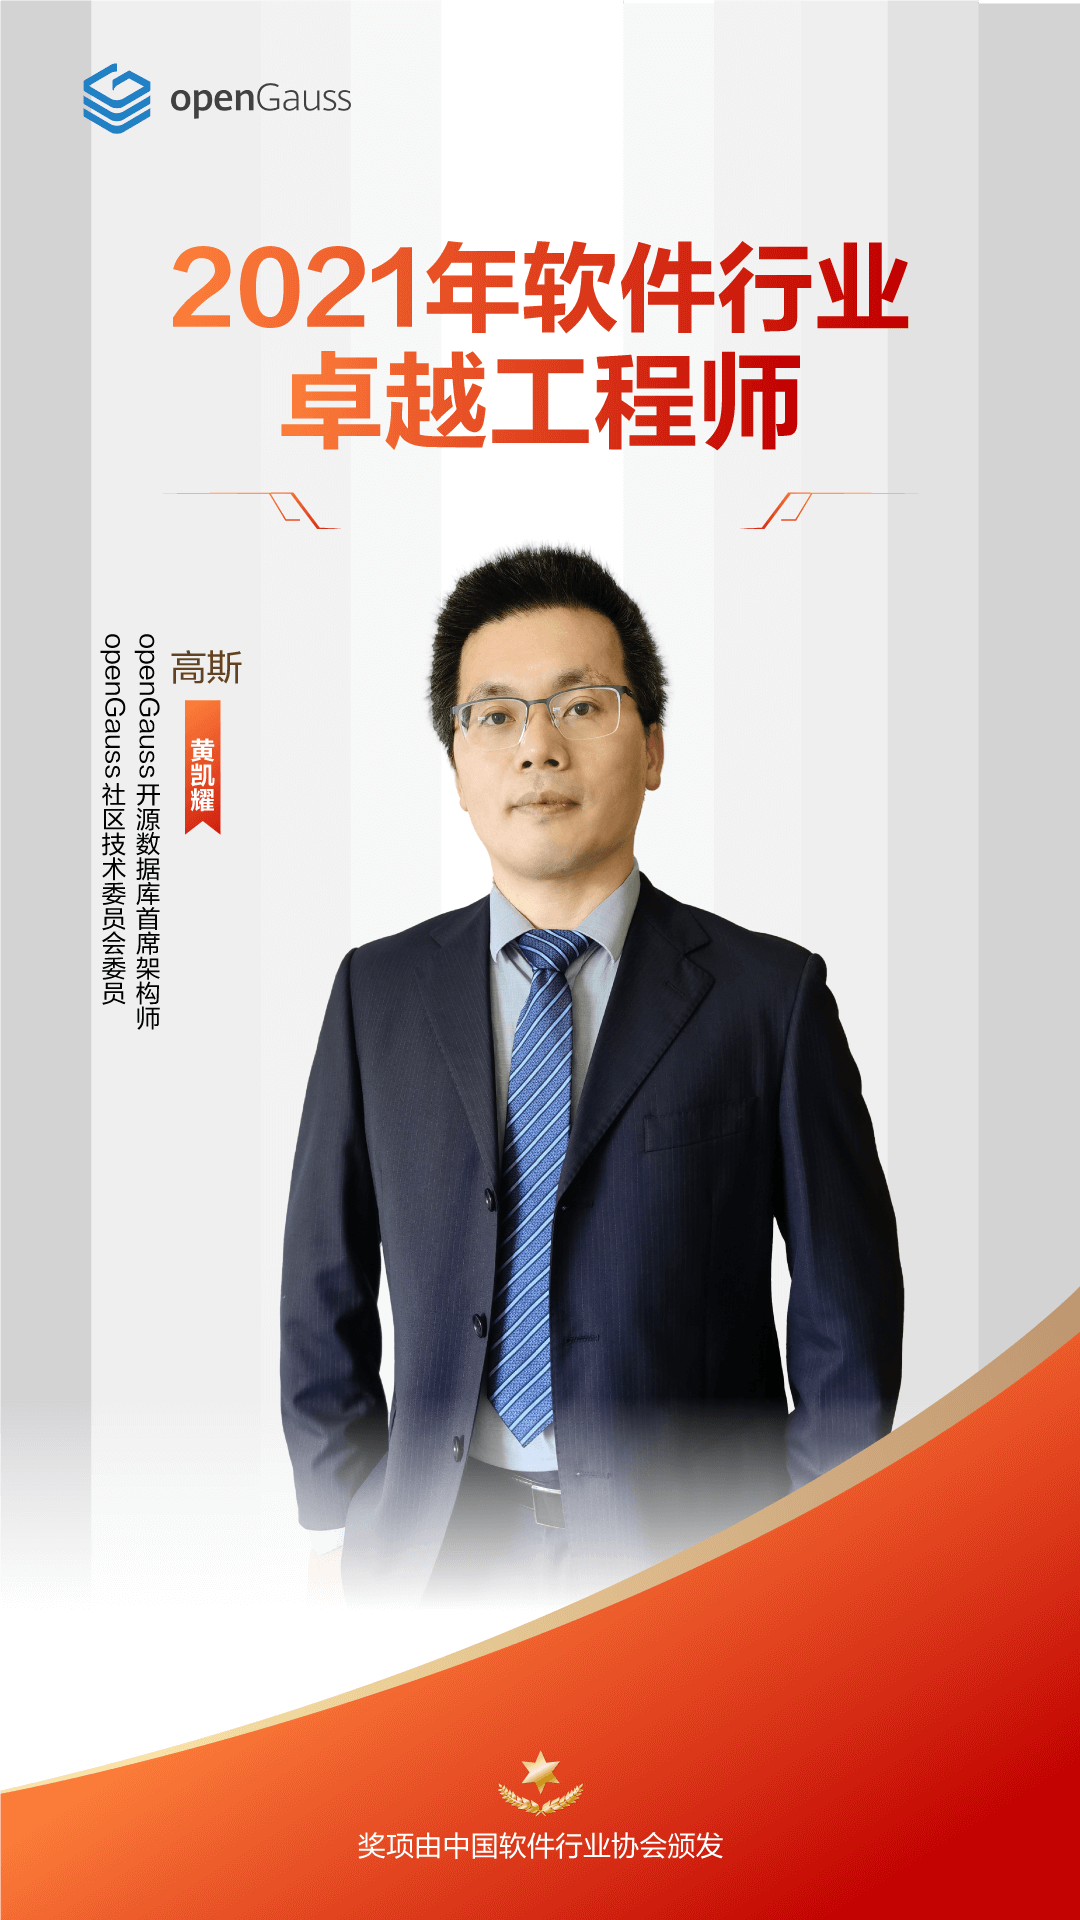 openGauss
2021年软件行业
卓越工程师
高斯
黄凯耀
openGauss 开源数据库首席架构师
openGauss 社区技术委员会委员
奖项由中国软件行业协会颁发